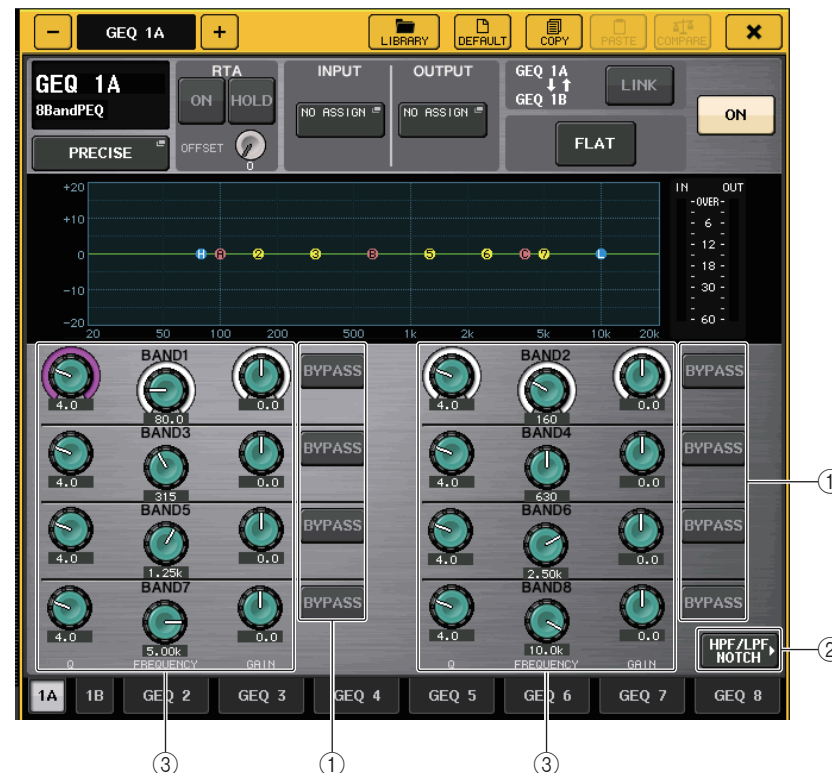 − GEQ 1A + LIBRARY DEFAULT COPY PASTE COMPARE ×
GEQ 1A
8BandPEQ
PRECISE
RTA
ON HOLD
OFFSET
0
INPUT
NO ASSIGN
OUTPUT
NO ASSIGN
GEQ 1A
GEQ 1B
LINK
FLAT
ON
+20
+10
0
−10
−20
H A 2 3 B 5 6 C 7 L
20 50 100 200 500 1k 2k 5k 10k 20k
IN OUT
-OVER-
- 6 -
- 12 -
- 18 -
- 30 -
- 60 -
BAND1
4.0 80.0 0.0
BYPASS
BAND2
4.0 160 0.0
BYPASS
BAND3
4.0 315 0.0
BYPASS
BAND4
4.0 630 0.0
BYPASS
BAND5
4.0 1.25k 0.0
BYPASS
BAND6
4.0 2.50k 0.0
BYPASS
BAND7
4.0 5.00k 0.0
BYPASS
BAND8
4.0 10.0k 0.0
BYPASS
Q FREQUENCY GAIN
Q FREQUENCY GAIN
HPF/LPF
NOTCH
①
②
1A 1B GEQ 2 GEQ 3 GEQ 4 GEQ 5 GEQ 6 GEQ 7 GEQ 8
③ ① ③